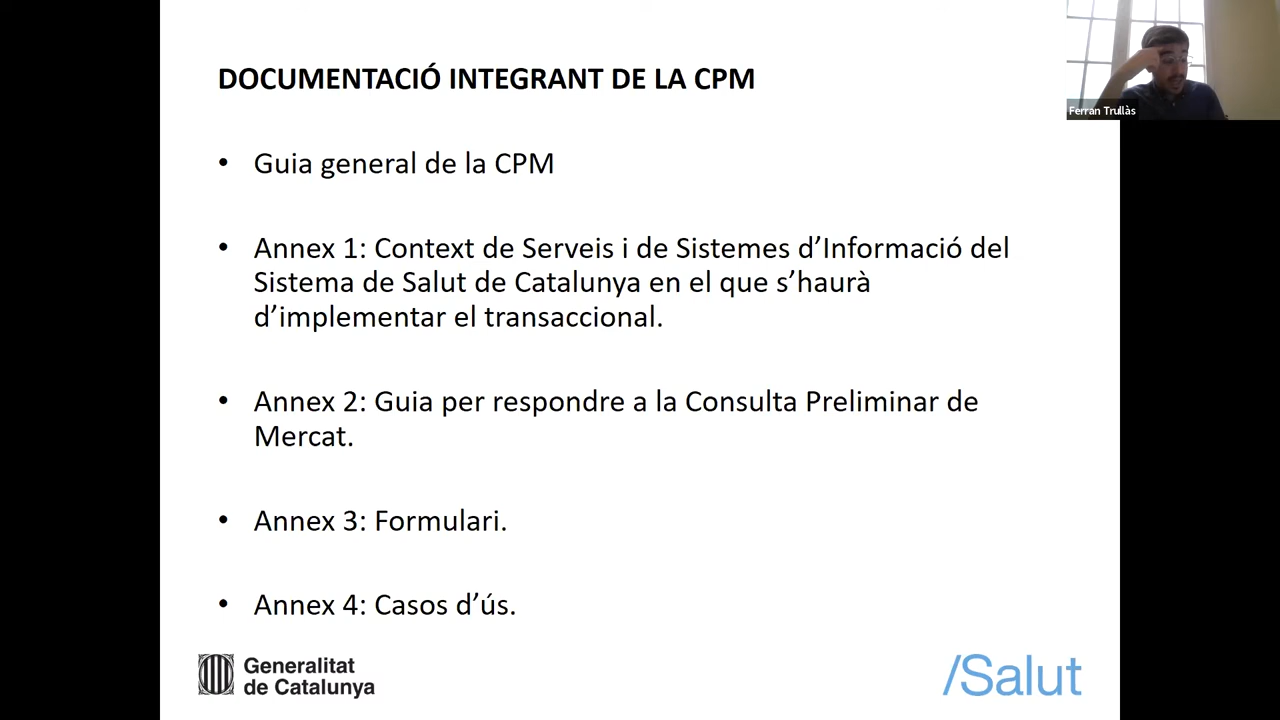 DOCUMENTACIÓ INTEGRANT DE LA CPM
Ferran Trullàs
• Guia general de la CPM
• Annex 1: Context de Serveis i de Sistemes d’Informació del
Sistema de Salut de Catalunya en el que s’haurà
d’implementar el transaccional.
• Annex 2: Guia per respondre a la Consulta Preliminar de
Mercat.
• Annex 3: Formulari.
• Annex 4: Casos d’ús.
Generalitat
de Catalunya
/Salut